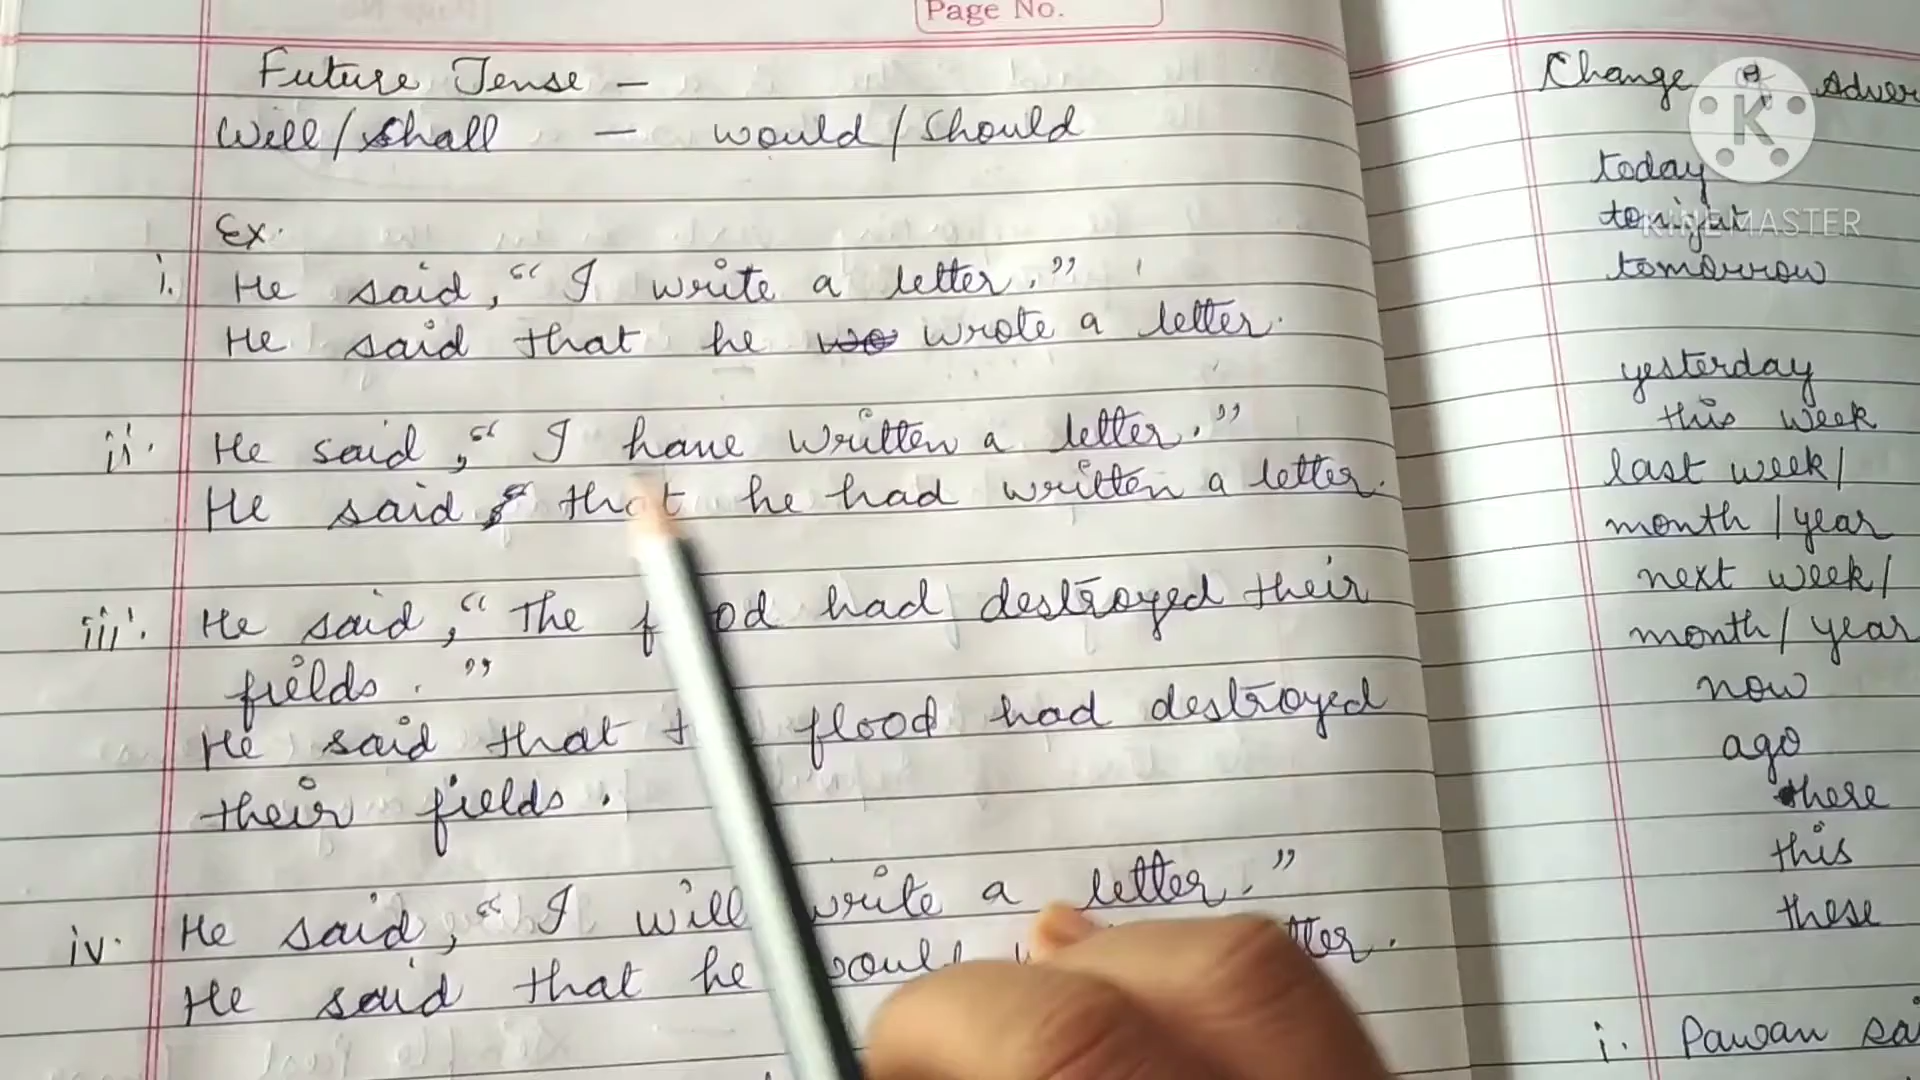 Page No.
Future Tense -
Will/shall - would/should
Ex.
i. He said, "I write a letter."
He said that he wrote a letter.
ii. He said, "I have written a letter."
He said that he had written a letter.
iii. He said, "The had destroyed their
fields."
He said that flood had destroyed
their fields.
iv. He said, "I will write a letter."
He said that he
Change of
today
tonight
tomorrow
yesterday
this week
last week/
month/year
next week/
month/year
now
ago
here
this
these
i. Pawan
K
KINEMASTER